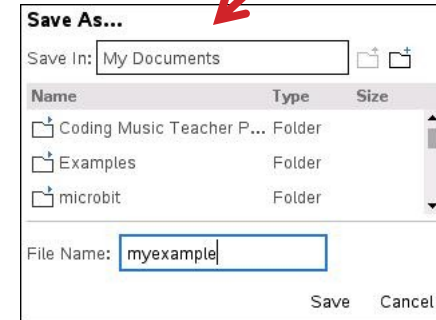 Save As...
Save In: My Documents
Name Type Size
Coding Music Teacher P... Folder
Examples Folder
microbit Folder
File Name: myexample
Save Cancel